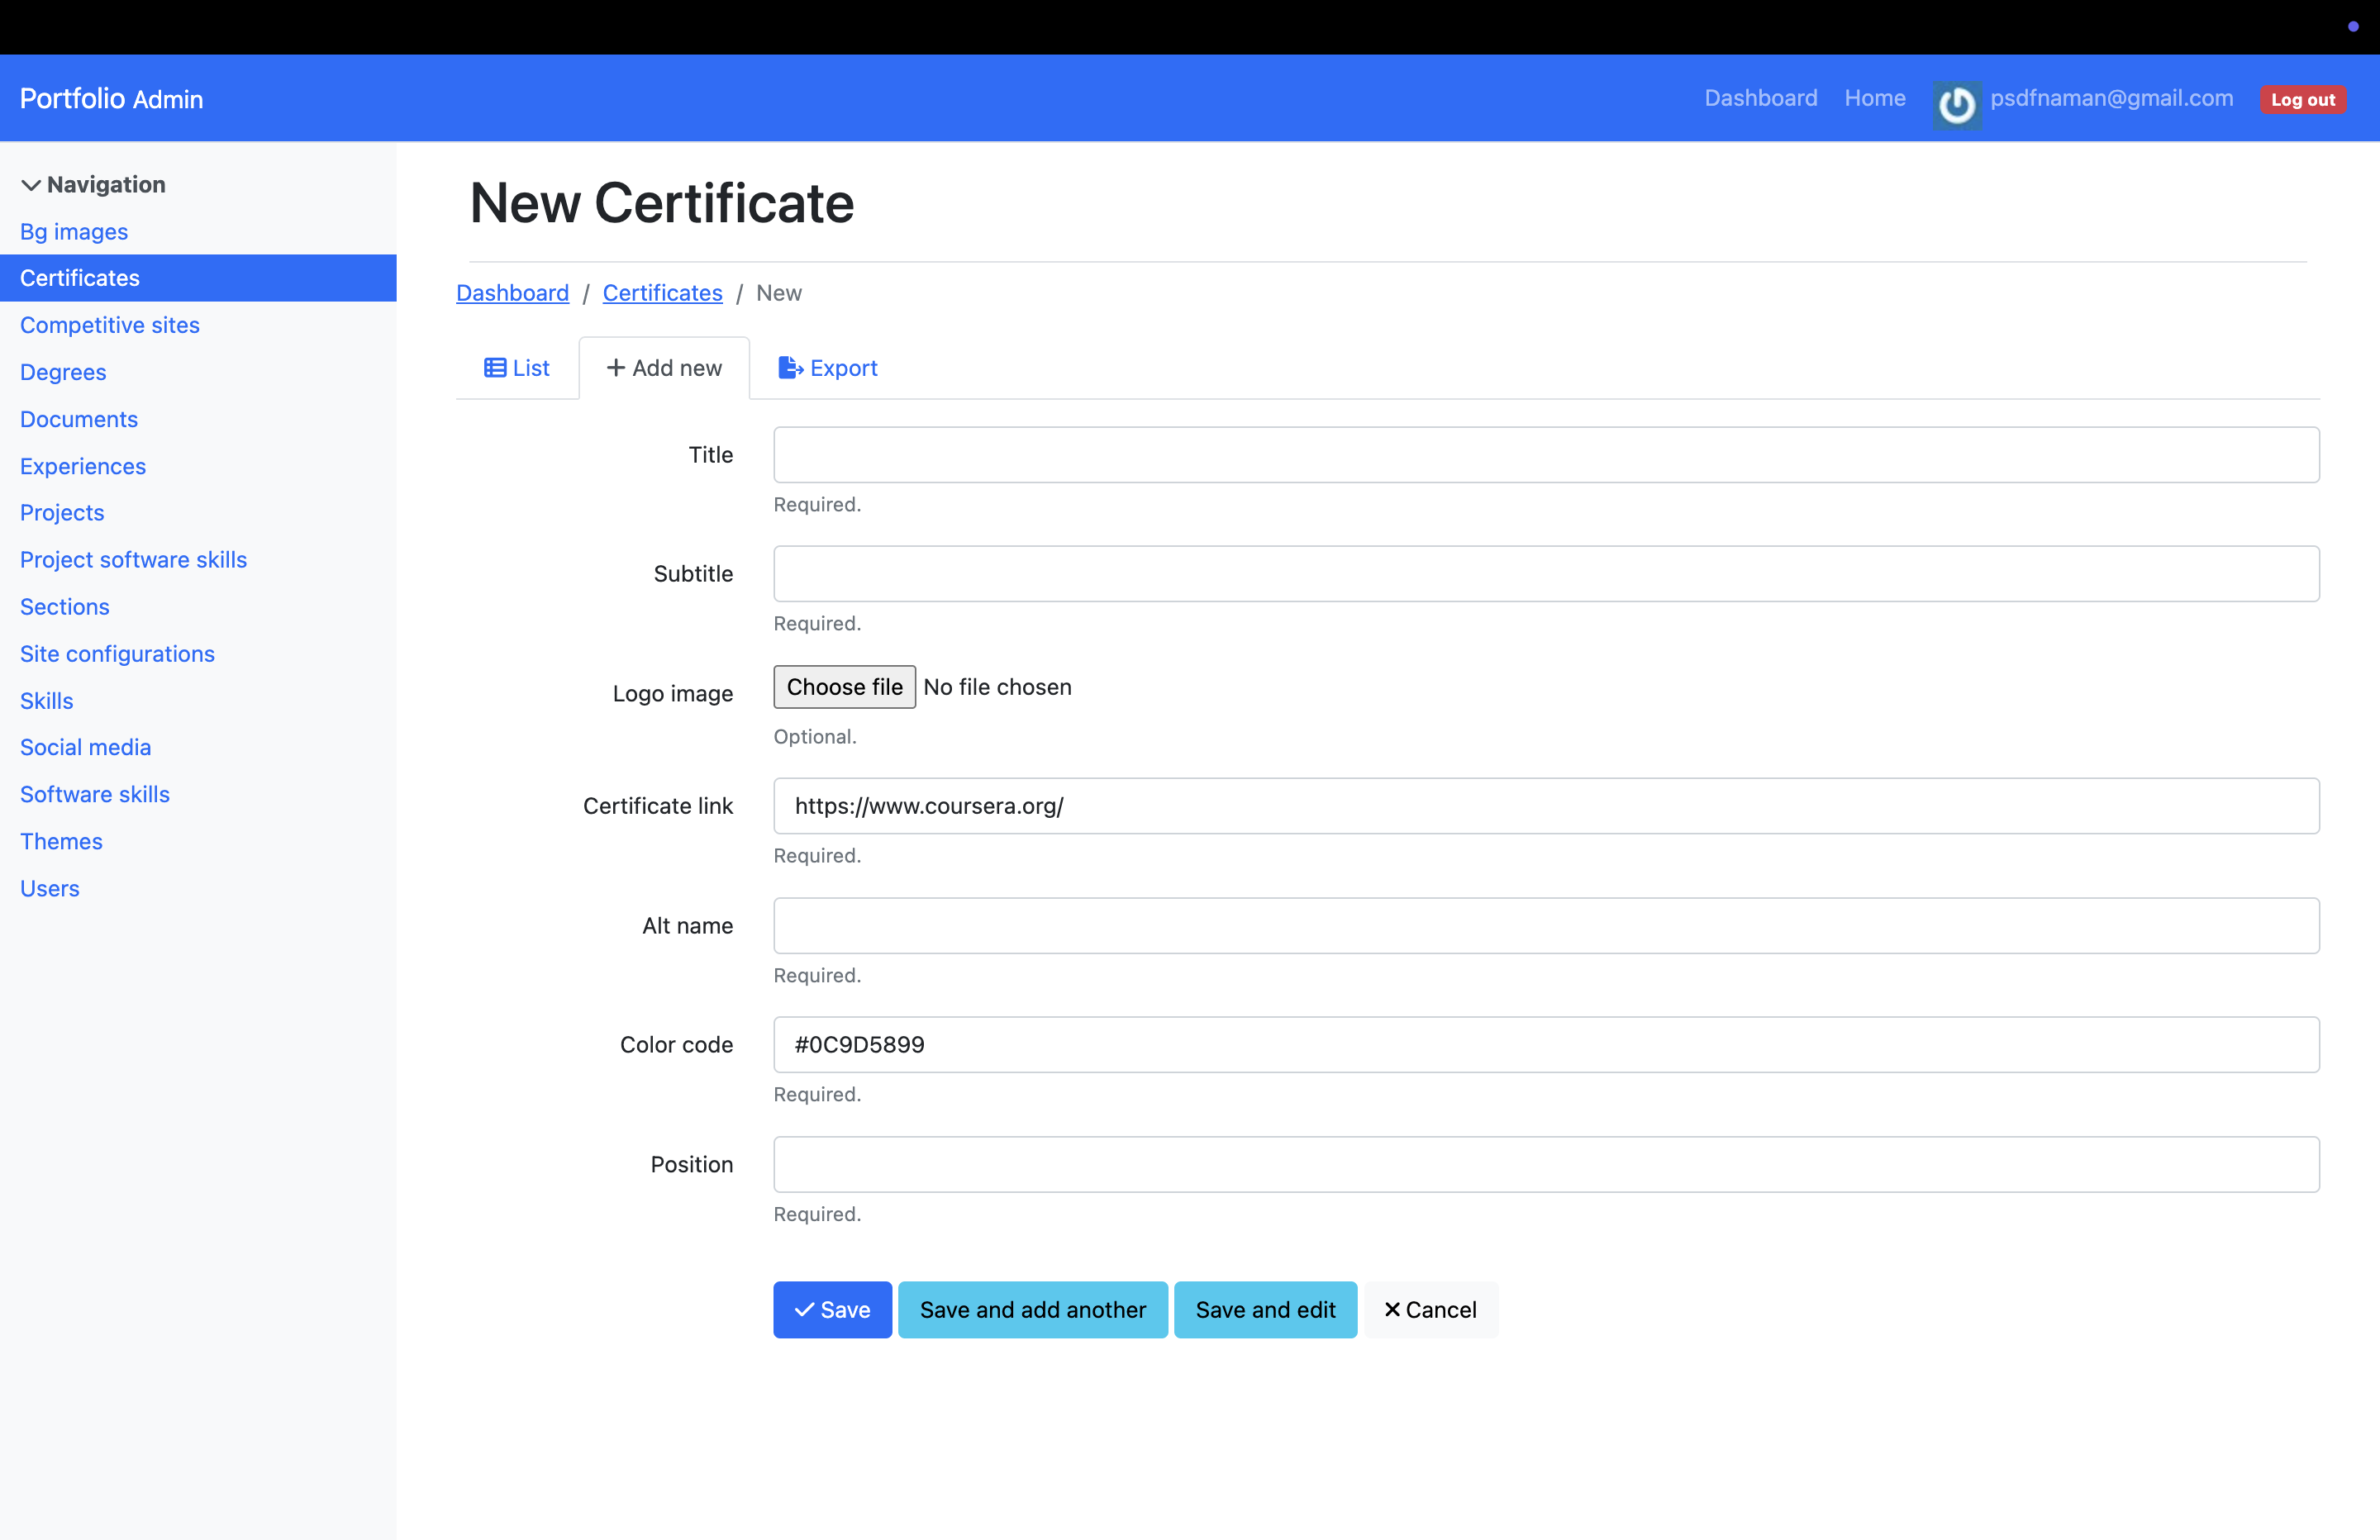 Portfolio Admin
Dashboard Home psdfnaman@gmail.com Log out
Navigation
Bg images
Certificates
Competitive sites
Degrees
Documents
Experiences
Projects
Project software skills
Sections
Site configurations
Skills
Social media
Software skills
Themes
Users
New Certificate
Dashboard / Certificates / New
List + Add new Export
Title
Required.
Subtitle
Required.
Logo image Choose file No file chosen
Optional.
Certificate link https://www.coursera.org/
Required.
Alt name
Required.
Color code #0C9D5899
Required.
Position
Required.
Save Save and add another Save and edit Cancel